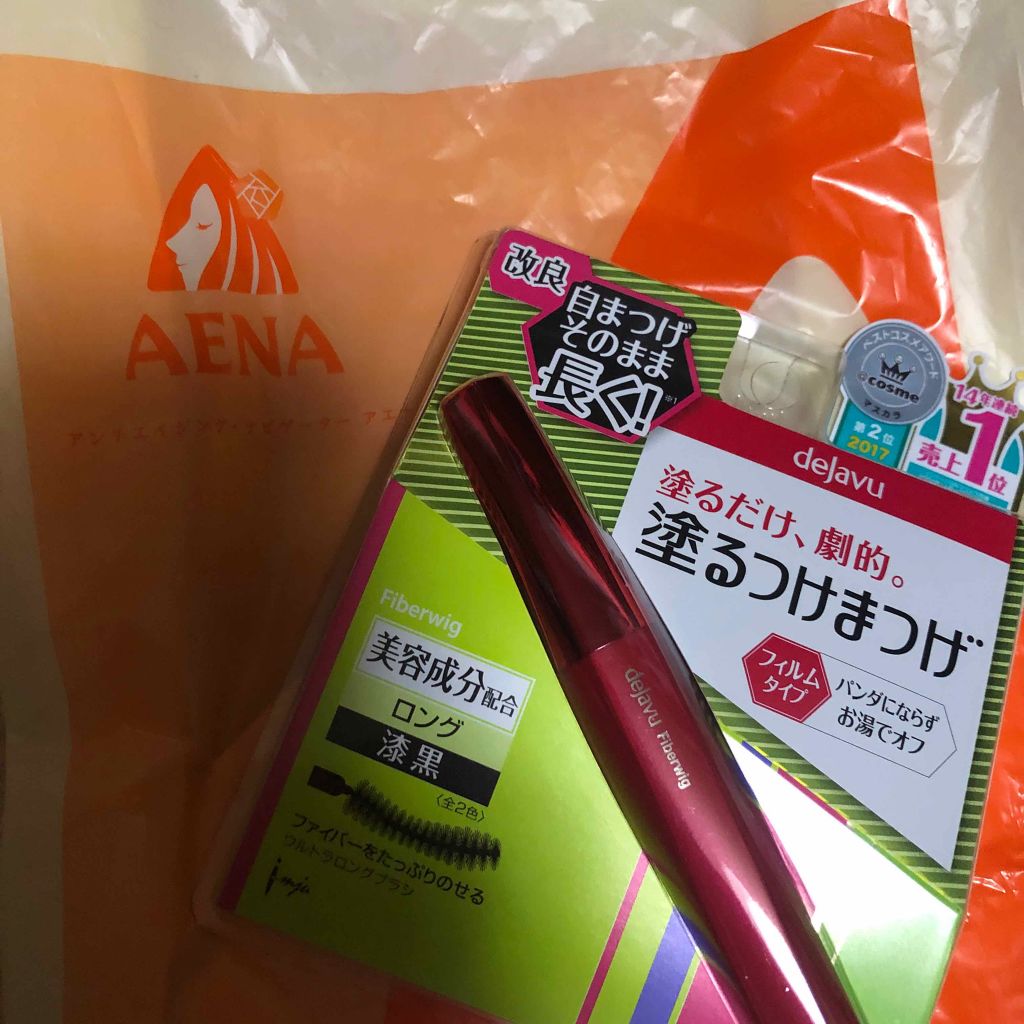 AENA
アンチエイジング・ナビゲーター アエ
改良
自まつげ
そのまま
長く!
※1
ベストコスメアワード
@cosme
マスカラ
第2位
2017
14年連続
売上1位
dejavu
塗るだけ、劇的。
塗るつけまつげ
フィルム
タイプ
パンダにならず
お湯でオフ
Fiberwig
美容成分配合
ロング
漆黒
〈全2色〉
ファイバーをたっぷりのせる
ウルトラロングブラシ
imju
dejavu Fiberwig